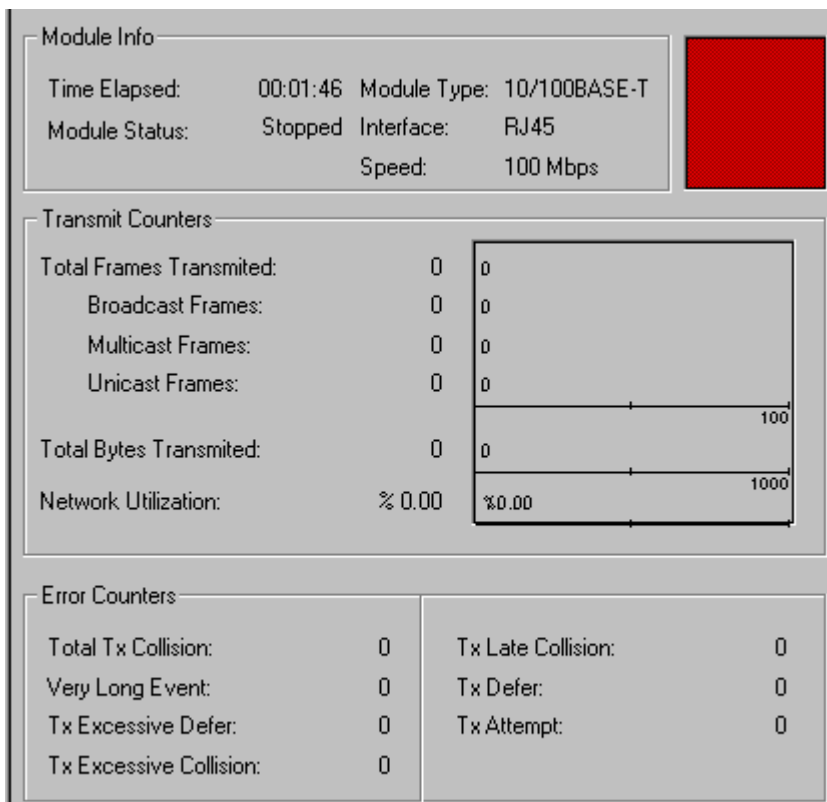 Module Info
Time Elapsed: 00:01:46 Module Type: 10/100BASE-T
Module Status: Stopped Interface: RJ45
Speed: 100 Mbps
Transmit Counters
Total Frames Transmited: 0 0
Broadcast Frames: 0 0
Multicast Frames: 0 0
Unicast Frames: 0 0
100
Total Bytes Transmited: 0 0
1000
Network Utilization: % 0.00 %0.00
Error Counters
Total Tx Collision: 0 Tx Late Collision: 0
Very Long Event: 0 Tx Defer: 0
Tx Excessive Defer: 0 Tx Attempt: 0
Tx Excessive Collision: 0